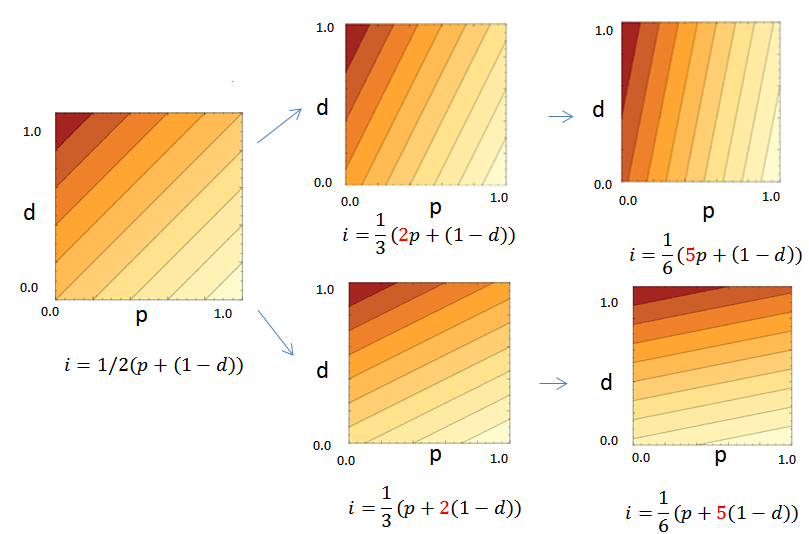 1.0
d
0.0
0.0 p 1.0
i = 1/2(p + (1 − d))
1.0
d
0.0
0.0 p 1.0
i = 1/3 (2p + (1 − d))
1.0
d
0.0
0.0 p 1.0
i = 1/6 (5p + (1 − d))
1.0
d
0.0
0.0 p 1.0
i = 1/3 (p + 2(1 − d))
1.0
d
0.0
0.0 p 1.0
i = 1/6 (p + 5(1 − d))